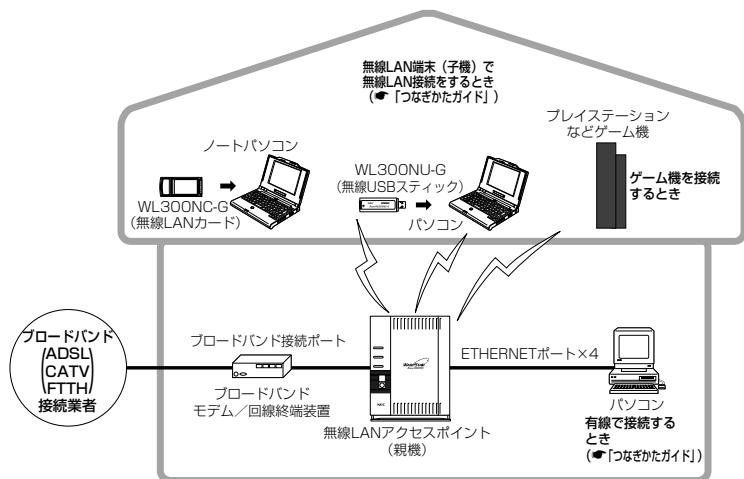 無線LAN端末（子機）で
無線LAN接続をするとき
（☛「つなぎかたガイド」）
プレイステーション
などゲーム機
ノートパソコン
WL300NU-G
（無線USBスティック）
ゲーム機を接続
するとき
WL300NC-G
（無線LANカード）
パソコン
ブロードバンド
ADSL
CATV
FTTH
接続業者
ブロードバンド接続ポート
ETHERNETポート×4
ブロードバンド
モデム／回線終端装置
NEC
無線LANアクセスポイント
（親機）
パソコン
有線で接続する
とき
（☛「つなぎかたガイド」）